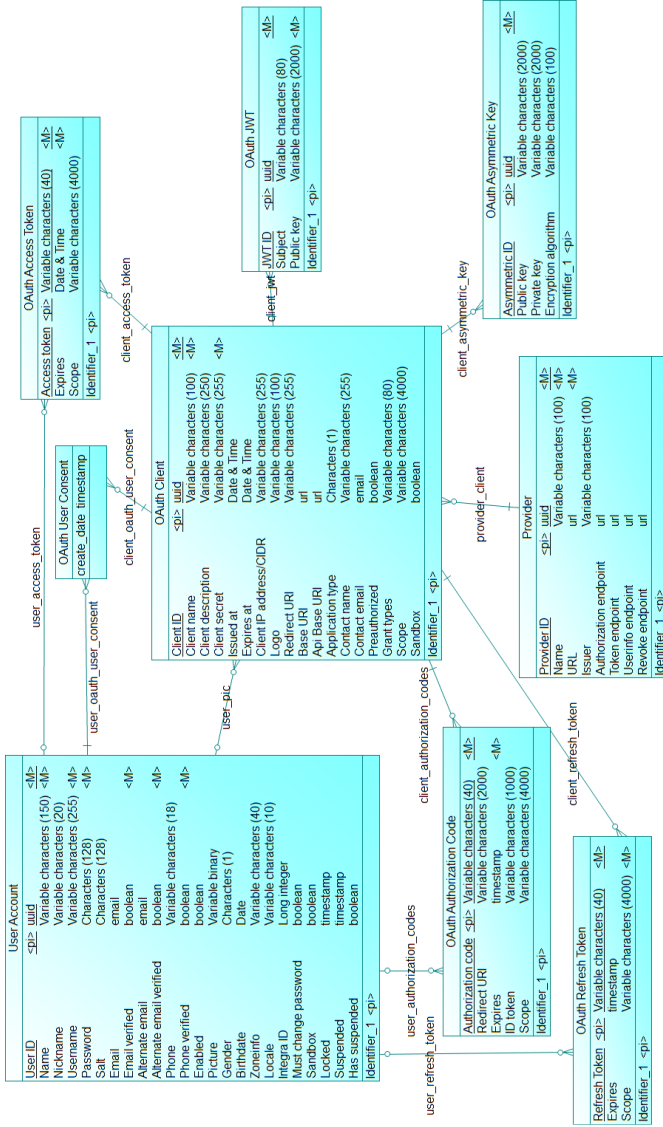 User Account
User ID <pi> uuid <M>
Name Variable characters (150) <M>
Nickname Variable characters (20)
Username Variable characters (255) <M>
Password Characters (128) <M>
Salt Characters (128)
Email email
Email verified boolean <M>
Alternate email email
Alternate email verified boolean <M>
Phone Variable characters (18)
Phone verified boolean <M>
Enabled boolean
Picture Variable binary
Gender Characters (1)
Birthdate Date
Zoneinfo Variable characters (40)
Locale Variable characters (10)
Integra ID Long integer
Must change password boolean
Sandbox boolean
Locked timestamp
Suspended timestamp
Has suspended boolean
Identifier_1 <pi>
user_access_token
OAuth Access Token
Access token <pi> Variable characters (40) <M>
Expires Date & Time <M>
Scope Variable characters (4000)
Identifier_1 <pi>
user_oauth_user_consent
OAuth User Consent
create_date_timestamp
client_oauth_user_consent
client_access_token
user_pic
OAuth Client
Client ID <pi> uuid <M>
Client name Variable characters (100) <M>
Client description Variable characters (250)
Client secret Variable characters (255) <M>
Issued at Date & Time
Expires at Date & Time
Client IP address/CIDR Variable characters (255)
Logo Variable characters (100)
Redirect URI Variable characters (255)
Base URI url
Api Base URI url
Application type Characters (1)
Contact name Variable characters (255)
Contact email email
Preauthorized boolean
Grant types Variable characters (80)
Scope Variable characters (4000)
Sandbox boolean
Identifier_1 <pi>
client_jwt
OAuth JWT
JWT ID <pi> uuid <M>
Subject Variable characters (80)
Public key Variable characters (2000) <M>
Identifier_1 <pi>
user_authorization_codes
user_refresh_token
client_authorization_codes
provider_client
client_asymmetric_key
OAuth Authorization Code
Authorization code <pi> Variable characters (40) <M>
Redirect URI Variable characters (2000)
Expires timestamp <M>
ID token Variable characters (1000)
Scope Variable characters (4000)
Identifier_1 <pi>
client_refresh_token
OAuth Asymmetric Key
Asymmetric ID <pi> uuid <M>
Public key Variable characters (2000)
Private key Variable characters (2000)
Encryption algorithm Variable characters (100)
Identifier_1 <pi>
Provider
Provider ID <pi> uuid <M>
Name Variable characters (100) <M>
URL url <M>
Issuer Variable characters (100)
Authorization endpoint url
Token endpoint url
Userinfo endpoint url
Revoke endpoint url
Identifier_1 <pi>
OAuth Refresh Token
Refresh Token <pi> Variable characters (40) <M>
Expires timestamp
Scope Variable characters (4000) <M>
Identifier_1 <pi>